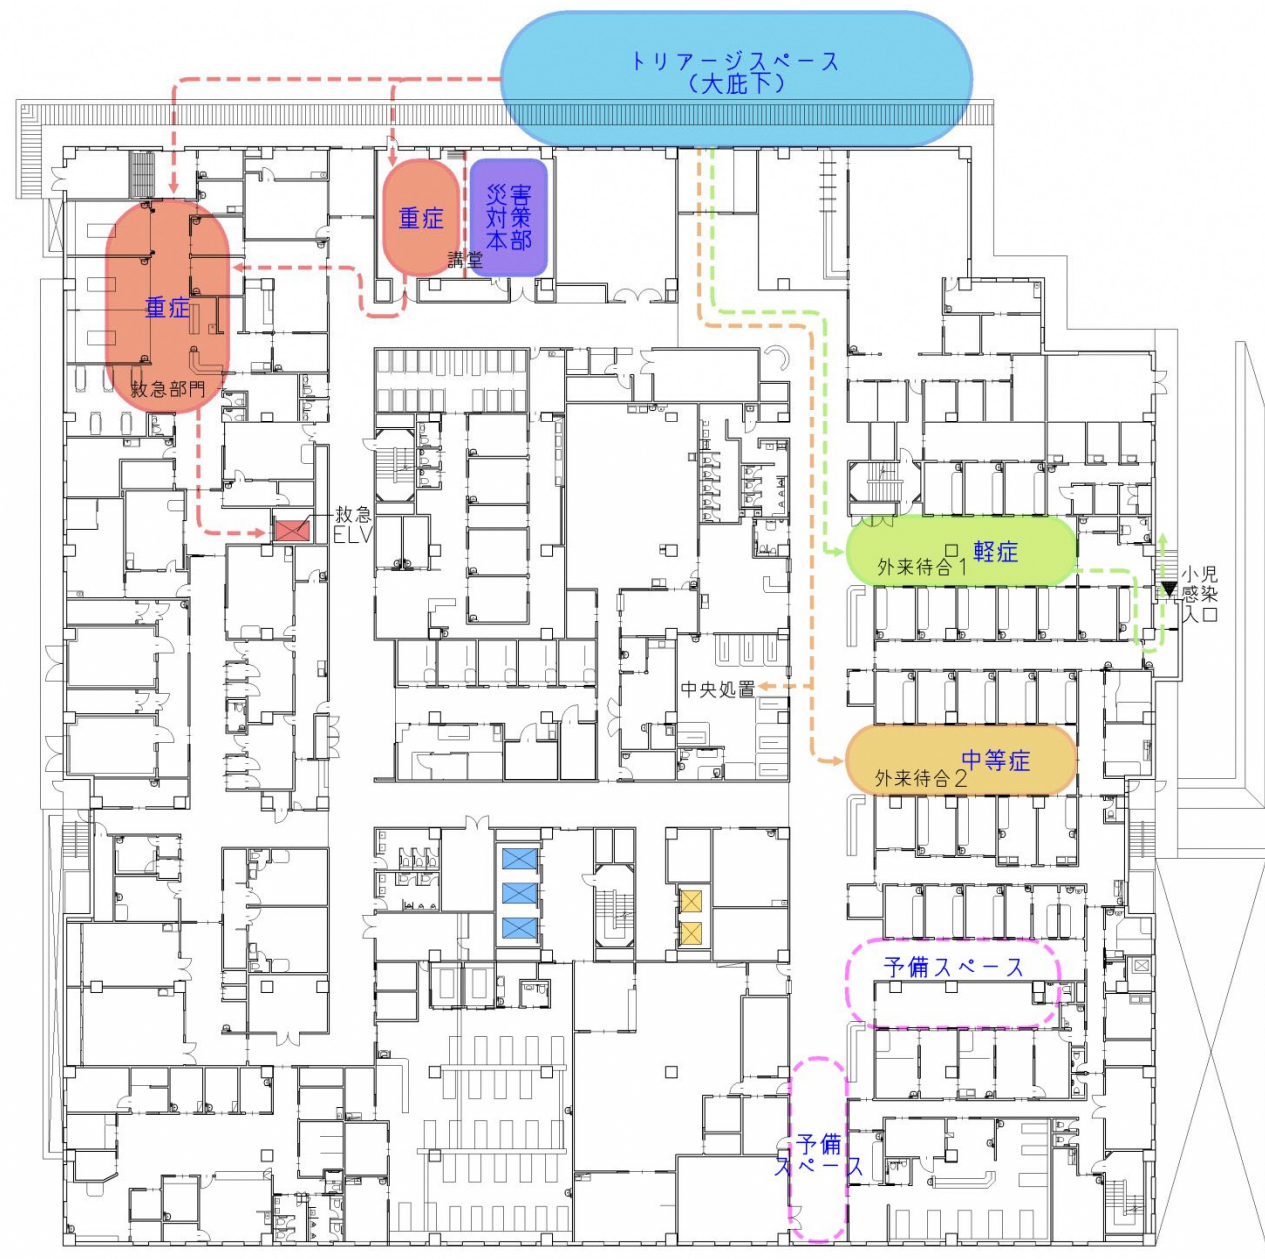 トリアージスペース
（大庇下）
重症
災害
対策
本部
講堂
重症
救急部門
救急
ELV
軽症
外来待合1
小児
感染
入口
中央処置
中等症
外来待合2
予備スペース
予備
スペース